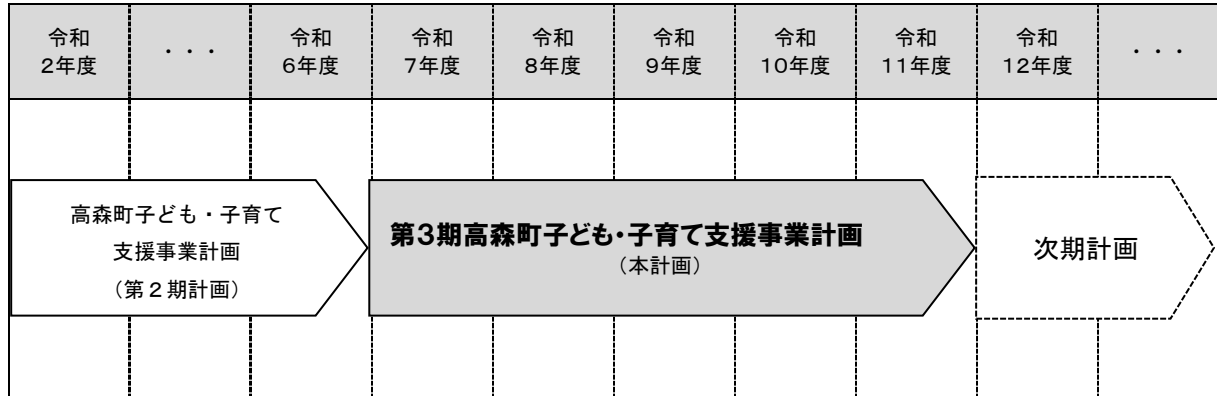 令和
2年度
・・・
令和
6年度
令和
7年度
令和
8年度
令和
9年度
令和
10年度
令和
11年度
令和
12年度
・・・
高森町子ども・子育て
支援事業計画
（第２期計画）
第3期高森町子ども・子育て支援事業計画
（本計画）
次期計画